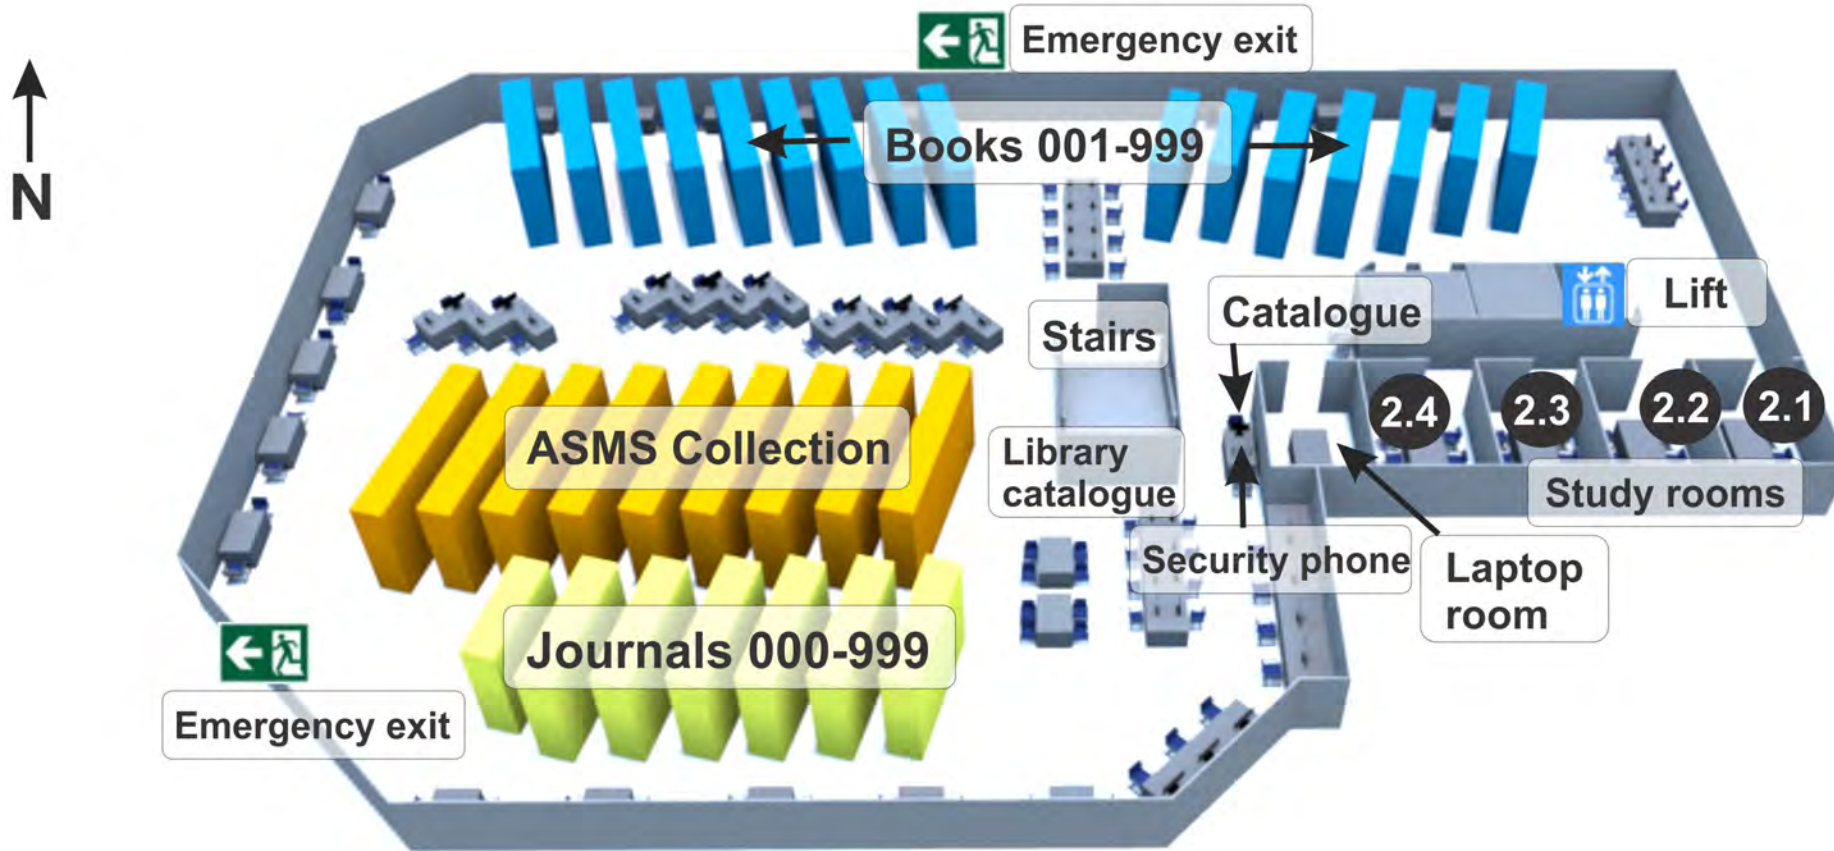 Emergency exit
N
Books 001-999
Lift
Catalogue
Stairs
2.4
2.3
2.2
2.1
ASMS Collection
Library
catalogue
Study rooms
Security phone
Laptop
room
Journals 000-999
Emergency exit